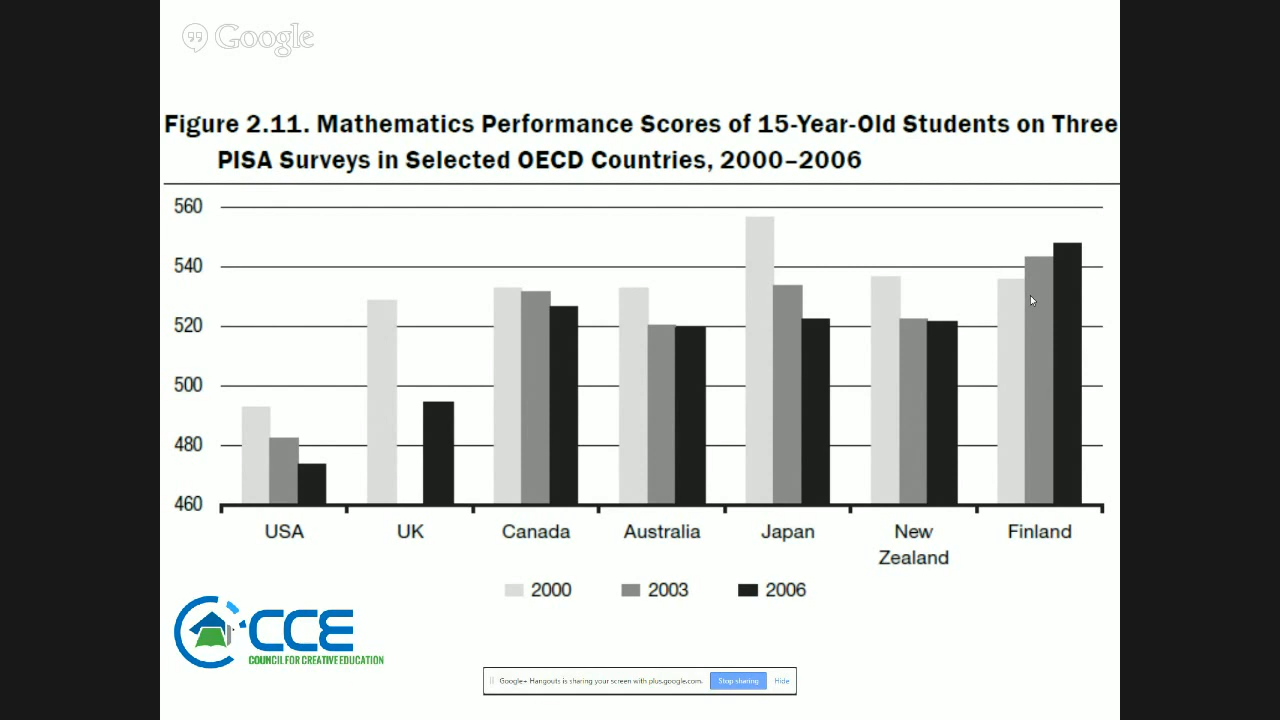 Google
Figure 2.11. Mathematics Performance Scores of 15-Year-Old Students on Three
PISA Surveys in Selected OECD Countries, 2000–2006
560
540
520
500
480
460
USA
UK
Canada
Australia
Japan
New
Zealand
Finland
2000
2003
2006
CCE
COUNCIL FOR CREATIVE EDUCATION
Google+ Hangouts is sharing your screen with plus.google.com.
Stop sharing
Hide